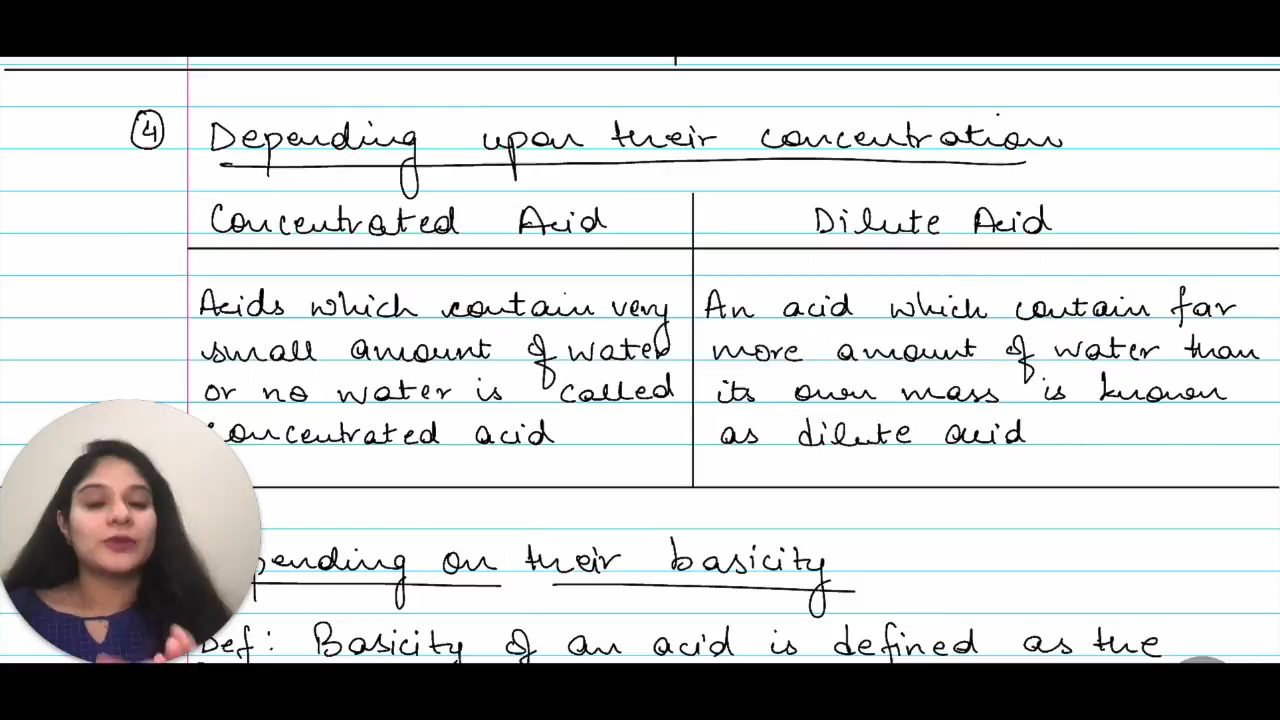 ④ Depending upon their concentration
Concentrated Acid
Dilute Acid
Acids which contain very
small amount of water
or no water is called
concentrated acid
An acid which contain far
more amount of water than
its own mass is known
as dilute acid
pending on their basicity
Def: Basicity of an acid is defined as the